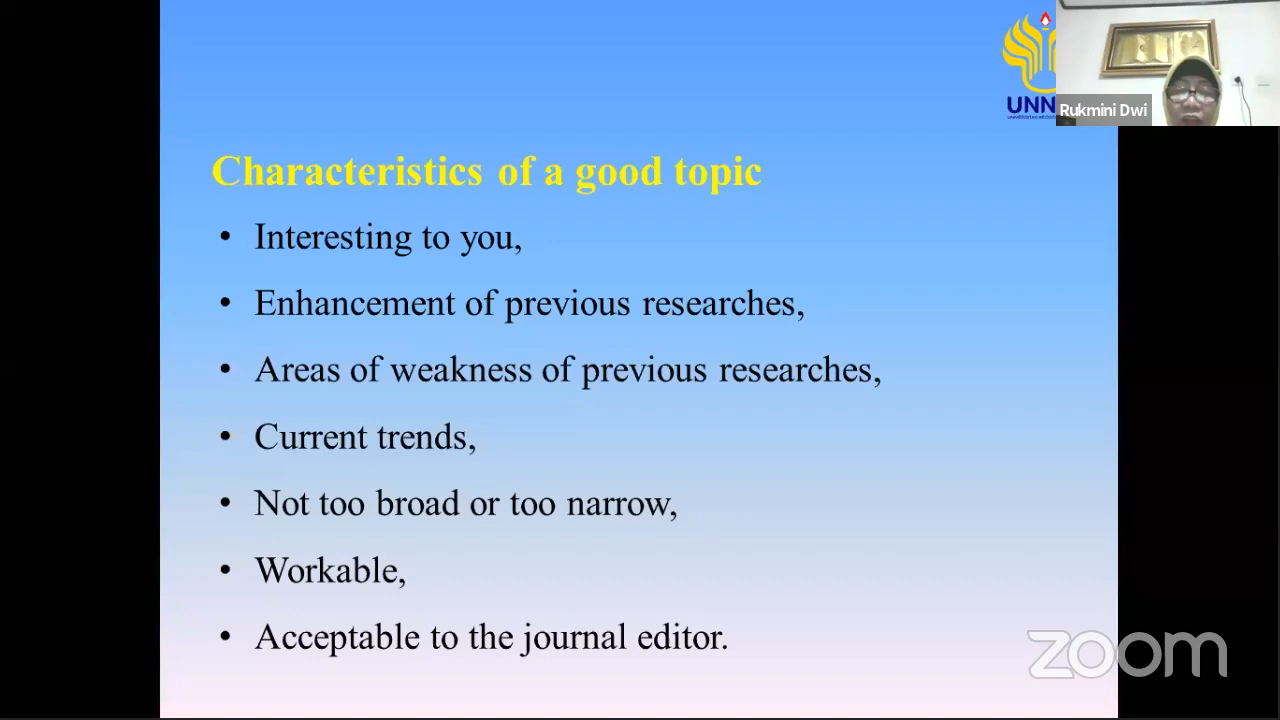 UNN
Rukmini Dwi
Characteristics of a good topic
• Interesting to you,
• Enhancement of previous researches,
• Areas of weakness of previous researches,
• Current trends,
• Not too broad or too narrow,
• Workable,
• Acceptable to the journal editor.
zoom